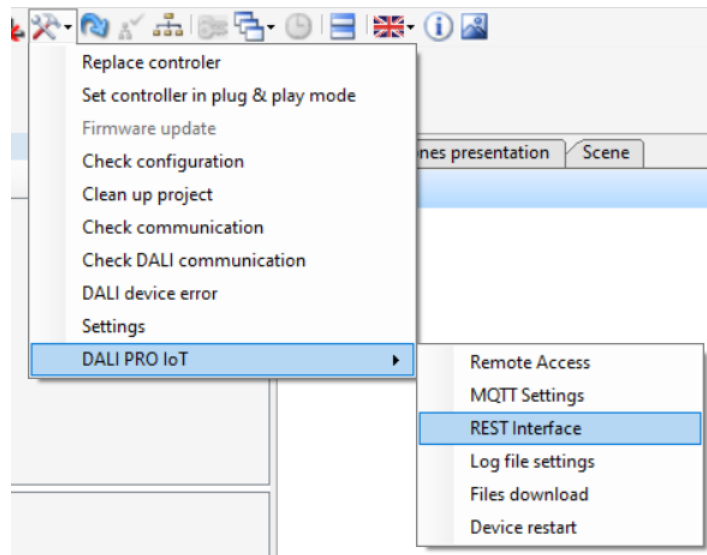 Replace controler
Set controller in plug & play mode
Firmware update
Check configuration
nes presentation
Scene
Clean up project
Check communication
Check DALI communication
DALI device error
Settings
DALI PRO IoT
Remote Access
MQTT Settings
REST Interface
Log file settings
Files download
Device restart